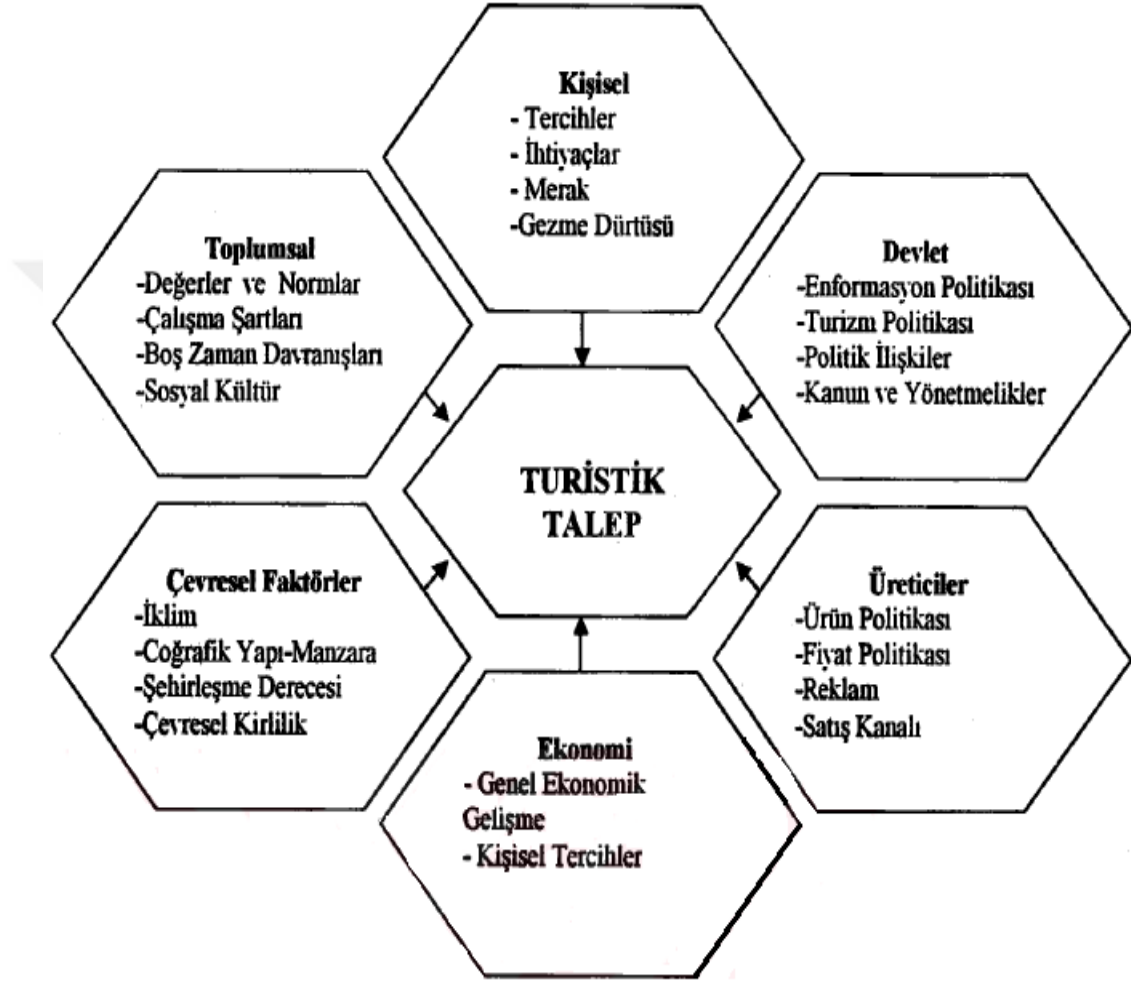 Kişisel
- Tercihler
- İhtiyaçlar
- Merak
-Gezme Dürtüsü
Toplumsal
-Değerler ve Normlar
-Çalışma Şartları
-Boş Zaman Davranışları
-Sosyal Kültür
Devlet
-Enformasyon Politikası
-Turizm Politikası
-Politik İlişkiler
-Kanun ve Yönetmelikler
TURİSTİK
TALEP
Çevresel Faktörler
-İklim
-Coğrafik Yapı-Manzara
-Şehirleşme Derecesi
-Çevresel Kirlilik
Üreticiler
-Ürün Politikası
-Fiyat Politikası
-Reklam
-Satış Kanalı
Ekonomi
- Genel Ekonomik
Gelişme
- Kişisel Tercihler